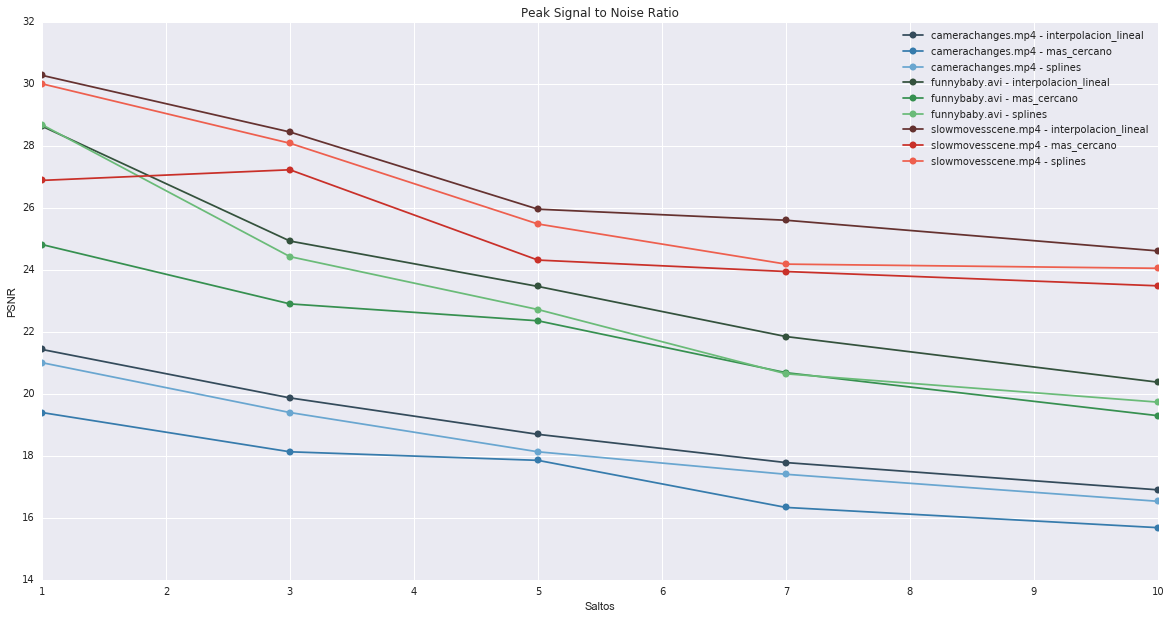 Peak Signal to Noise Ratio
32
30
28
26
24
22
20
18
16
14
PSNR
camerachanges.mp4 - interpolacion_lineal
camerachanges.mp4 - mas_cercano
camerachanges.mp4 - splines
funnybaby.avi - interpolacion_lineal
funnybaby.avi - mas_cercano
funnybaby.avi - splines
slowmovesscene.mp4 - interpolacion_lineal
slowmovesscene.mp4 - mas_cercano
slowmovesscene.mp4 - splines
1 2 3 4 5 6 7 8 9 10
Saltos